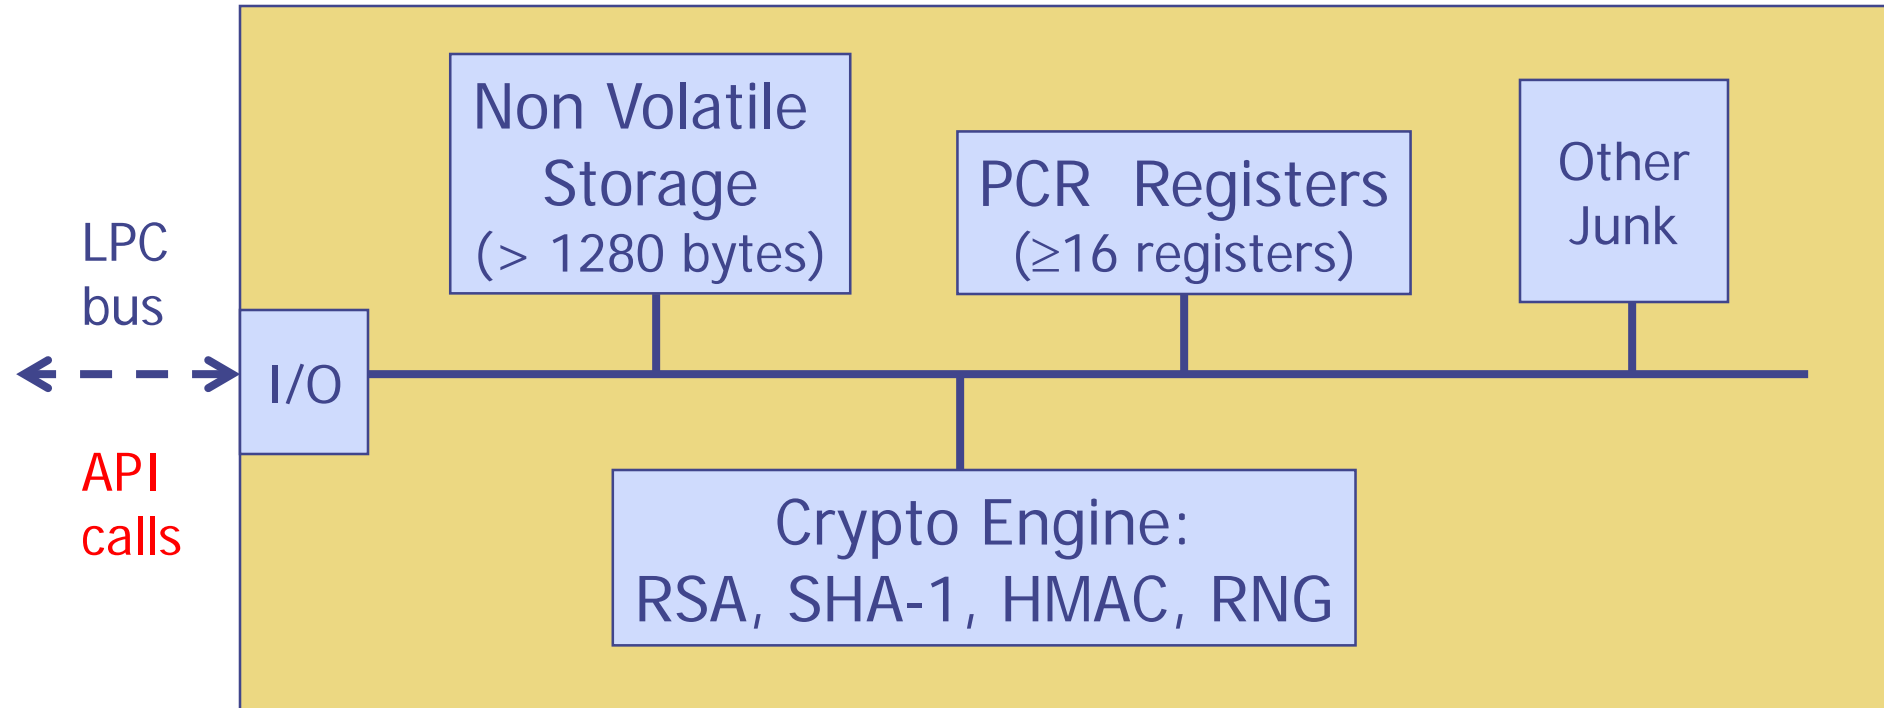 Non Volatile
Storage
(> 1280 bytes)
PCR Registers
(≥16 registers)
Other
Junk
LPC
bus
I/O
API
calls
Crypto Engine:
RSA, SHA-1, HMAC, RNG